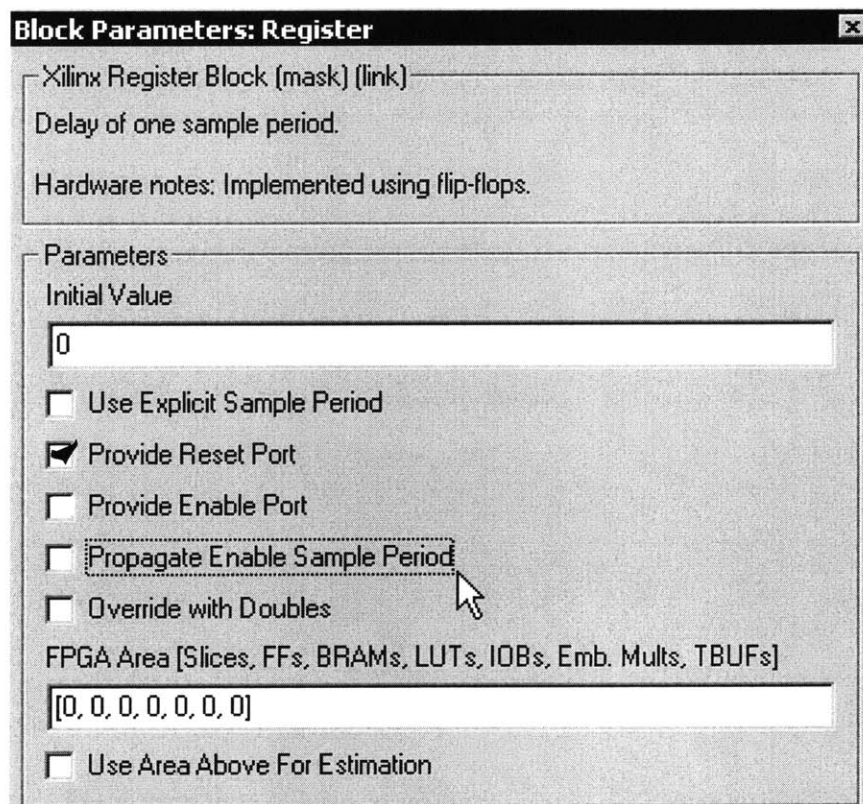 Block Parameters: Register
Xilinx Register Block (mask) (link)
Delay of one sample period.
Hardware notes: Implemented using flip-flops.
Parameters
Initial Value
0
Use Explicit Sample Period
Provide Reset Port
Provide Enable Port
Propagate Enable Sample Period
Override with Doubles
FPGA Area [Slices, FFs, BRAMs, LUTs, IOBs, Emb. Mults, TBUFs]
[0, 0, 0, 0, 0, 0, 0]
Use Area Above For Estimation